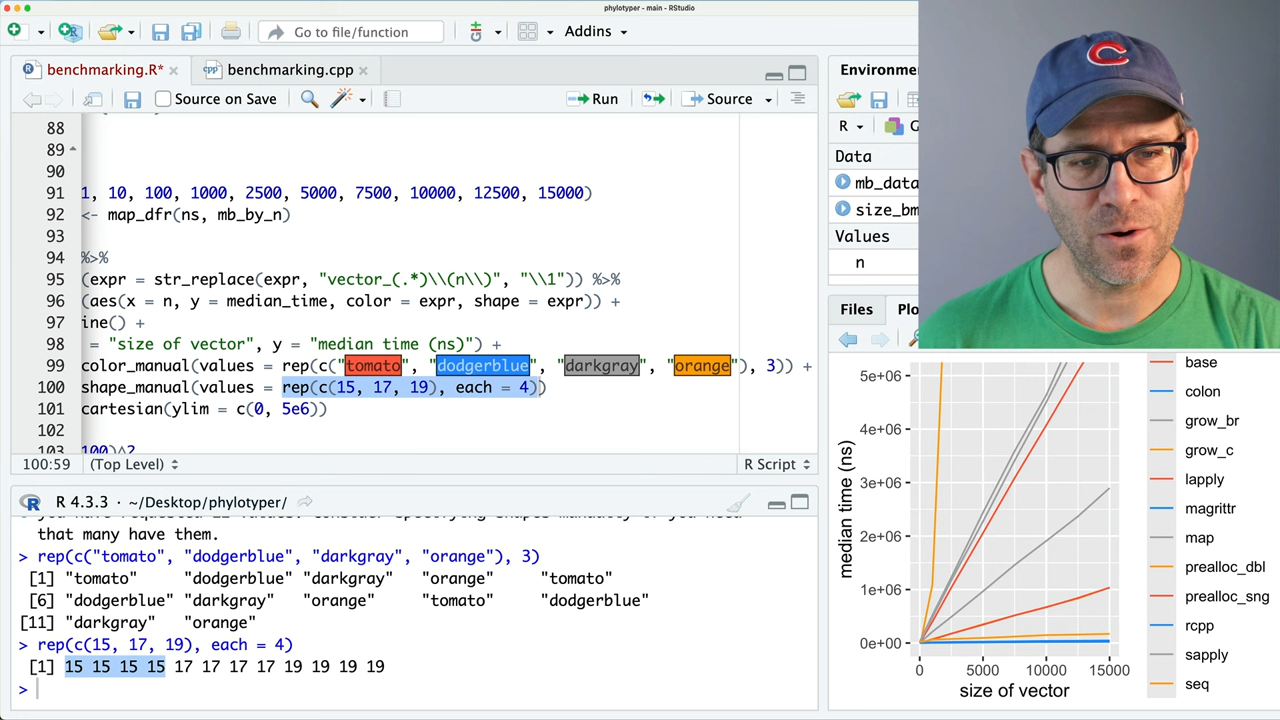 phylotyper - main - RStudio
Go to file/function
Addins
benchmarking.R*
benchmarking.cpp
Source on Save
Run
Source
88
89
90
91 1, 10, 100, 1000, 2500, 5000, 7500, 10000, 12500, 15000)
92 <- map_dfr(ns, mb_by_n)
93
94 %>%
95 (expr = str_replace(expr, "vector_(.*)\\(n\\)", "\\1")) %>%
96 (aes(x = n, y = median_time, color = expr, shape = expr)) +
97 ine() +
98 = "size of vector", y = "median time (ns)") +
99 color_manual(values = rep(c("tomato", "dodgerblue", "darkgray", "orange"), 3)) +
100 shape_manual(values = rep(c(15, 17, 19), each = 4))
101 cartesian(ylim = c(0, 5e6))
102
103 100)^2
100:59 (Top Level)
R Script
R 4.3.3 · ~/Desktop/phylotyper/
that many have them.
> rep(c("tomato", "dodgerblue", "darkgray", "orange"), 3)
[1] "tomato" "dodgerblue" "darkgray" "orange" "tomato"
[6] "dodgerblue" "darkgray" "orange" "tomato" "dodgerblue"
[11] "darkgray" "orange"
> rep(c(15, 17, 19), each = 4)
[1] 15 15 15 15 17 17 17 17 19 19 19 19
>
Environme
R
G
Data
mb_data
size_bm
Values
n
C
Files
Plo
5e+06
4e+06
3e+06
2e+06
1e+06
0e+00
median time (ns)
0 5000 10000 15000
size of vector
base
colon
grow_br
grow_c
lapply
magrittr
map
prealloc_dbl
prealloc_sng
rcpp
sapply
seq